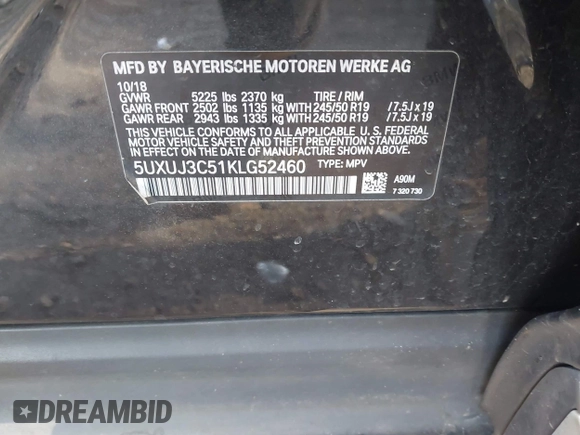 MFD BY BAYERISCHE MOTOREN WERKE AG
10/18
GVWR 5225 lbs 2370 kg TIRE / RIM
GAWR FRONT 2502 lbs 1135 kg WITH 245/50 R19 /7.5J x 19
GAWR REAR 2943 lbs 1335 kg WITH 245/50 R19 /7.5J x 19
THIS VEHICLE CONFORMS TO ALL APPLICABLE U. S. FEDERAL
MOTOR VEHICLE SAFETY, BUMPER, AND THEFT PREVENTION
STANDARDS IN EFFECT ON THE DATE OF MANUFACTURE SHOWN ABOVE.
5UXUJ3C51KLG52460 TYPE: MPV
A90M
7 320 730
DREAMBID